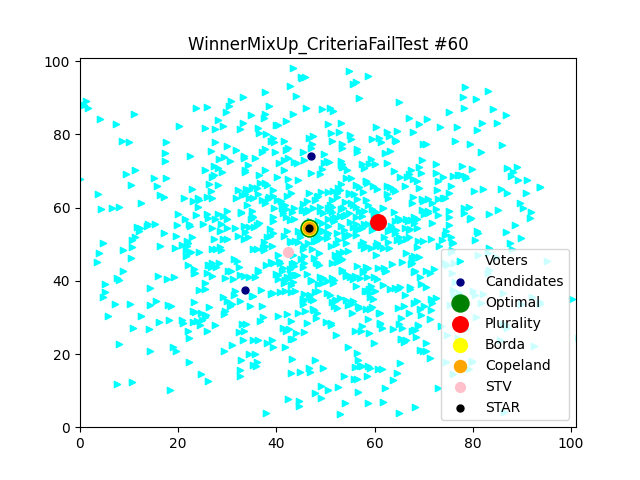 WinnerMixUp_CriteriaFailTest #60
100
80
60
40
20
0
0 20 40 60 80 100
Voters
Candidates
Optimal
Plurality
Borda
Copeland
STV
STAR